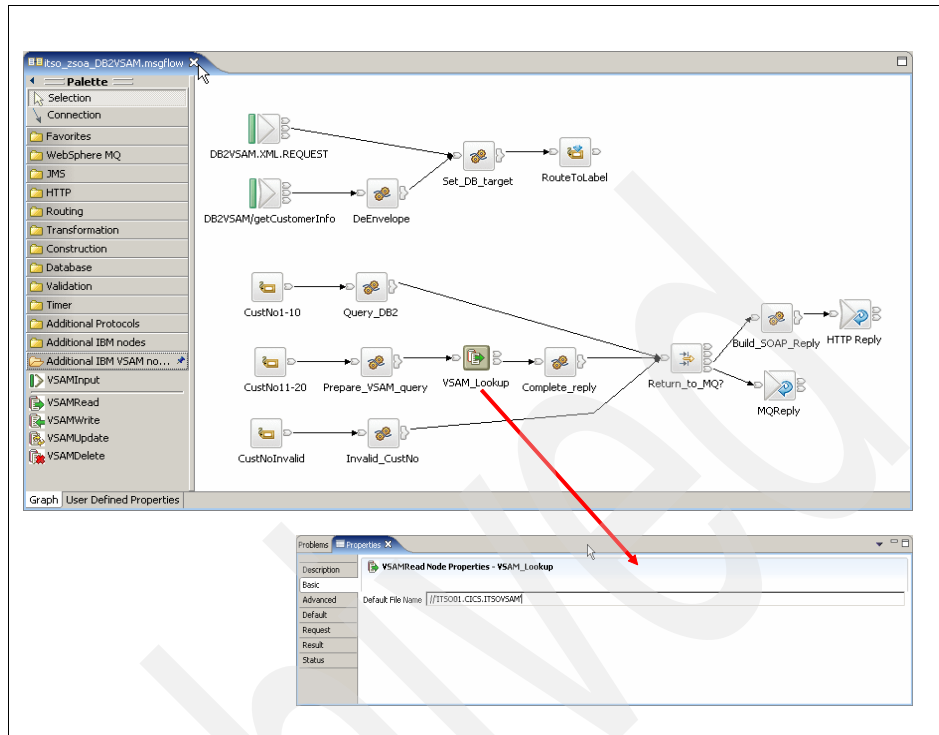 itso_zsoa_DB2VSAM.msgflow
Palette
Selection
Connection
Favorites
WebSphere MQ
JMS
HTTP
Routing
Transformation
Construction
Database
Validation
Timer
Additional Protocols
Additional IBM nodes
Additional IBM VSAM no...
VSAMInput
VSAMRead
VSAMWrite
VSAMUpdate
VSAMDelete
DB2VSAM.XML.REQUEST
Set_DB_target
RouteToLabel
DB2VSAM/getCustomerInfo
DeEnvelope
CustNo1-10
Query_DB2
Build_SOAP_Reply
HTTP Reply
CustNo11-20
Prepare_VSAM_query
VSAM_Lookup
Complete_reply
Return_to_MQ?
MQReply
CustNoInvalid
Invalid_CustNo
Graph User Defined Properties
Problems Properties
VSAMRead Node Properties - VSAM_Lookup
Description
Basic
Advanced
Default
Request
Result
Status
Default File Name //'ITSO01.CICS.ITSOVSAM'
hived